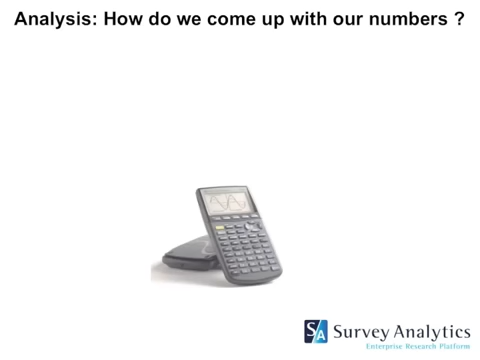 Analysis: How do we come up with our numbers ?
S/A Survey Analytics
Enterprise Research Platform